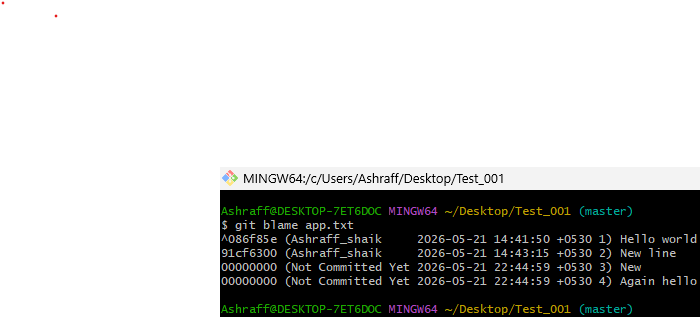 MINGW64:/c/Users/Ashraff/Desktop/Test_001
Ashraff@DESKTOP-7ET6DOC MINGW64 ~/Desktop/Test_001 (master)
$ git blame app.txt
^086f85e (Ashraff_shaik     2026-05-21 14:41:50 +0530 1) Hello world
91cf6300 (Ashraff_shaik     2026-05-21 14:43:15 +0530 2) New line
00000000 (Not Committed Yet 2026-05-21 22:44:59 +0530 3) New
00000000 (Not Committed Yet 2026-05-21 22:44:59 +0530 4) Again hello
Ashraff@DESKTOP-7ET6DOC MINGW64 ~/Desktop/Test_001 (master)